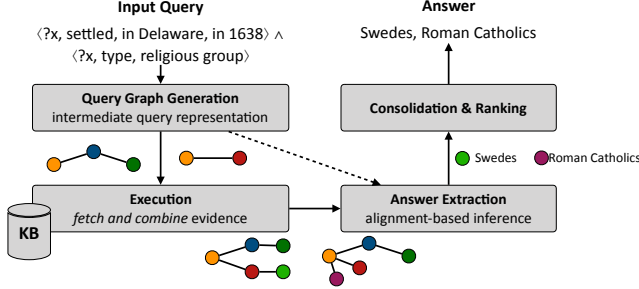 Input Query
Answer
⟨?x, settled, in Delaware, in 1638⟩ ∧
⟨?x, type, religious group⟩
Swedes, Roman Catholics
Query Graph Generation
intermediate query representation
Consolidation & Ranking
Swedes
Roman Catholics
Execution
fetch and combine evidence
Answer Extraction
alignment-based inference
KB